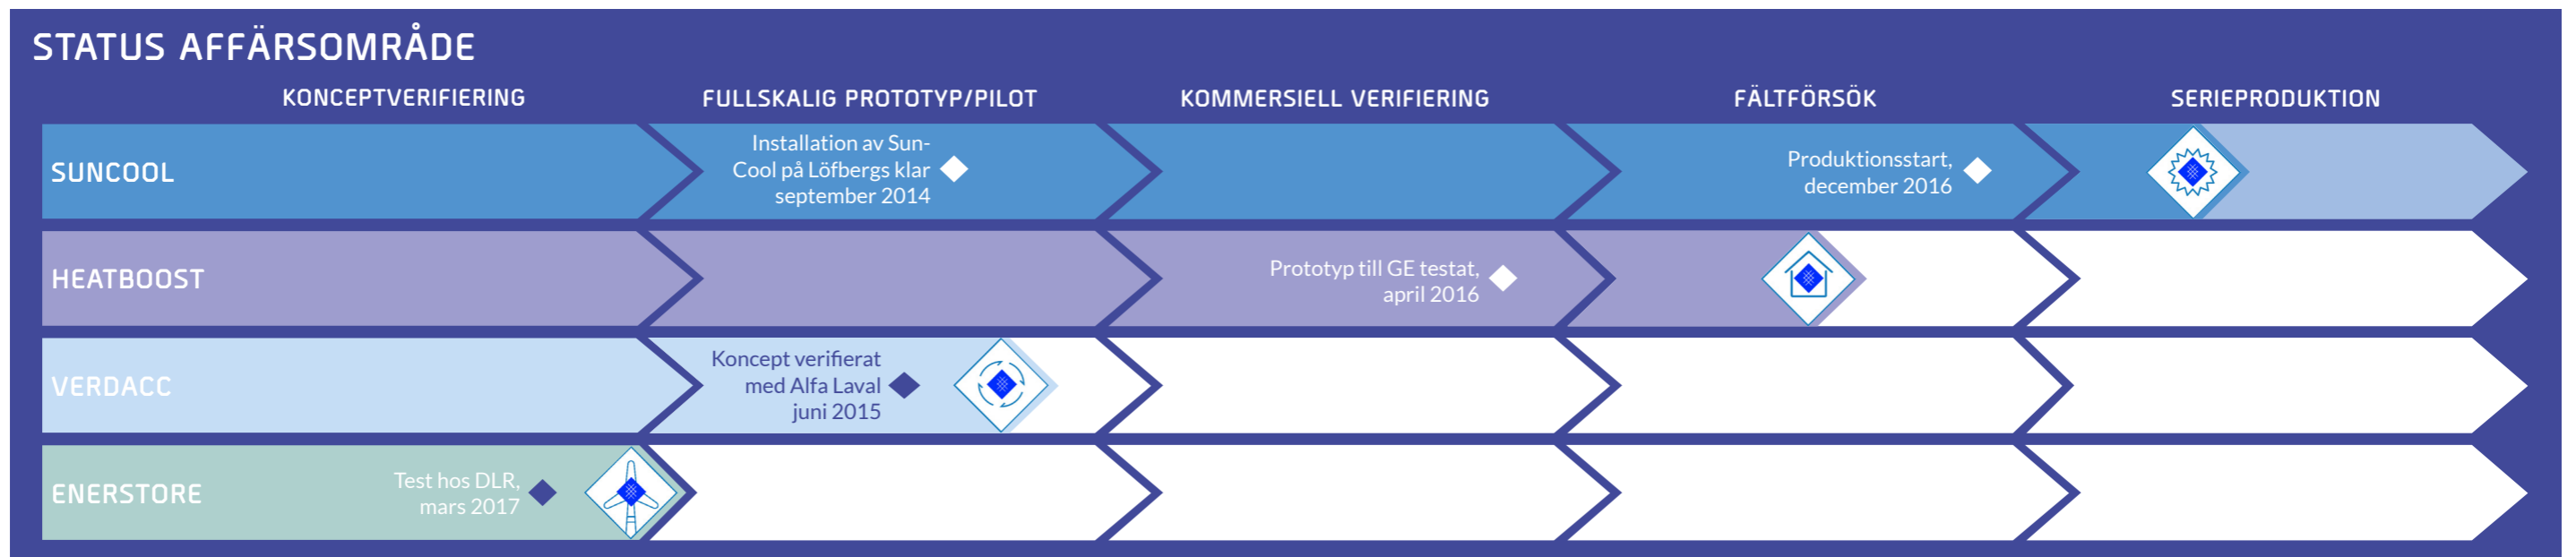 STATUS AFFÄRSOMRÅDE
KONCEPTVERIFIERING
FULLSKALIG PROTOTYP/PILOT
KOMMERSIELL VERIFIERING
FÄLTFÖRSÖK
SERIEPRODUKTION
SUNCOOL
Installation av Sun-
Cool på Löfbergs klar
september 2014
Produktionsstart,
december 2016
HEATBOOST
Prototyp till GE testat,
april 2016
VERDACC
Koncept verifierat
med Alfa Laval
juni 2015
ENERSTORE
Test hos DLR,
mars 2017